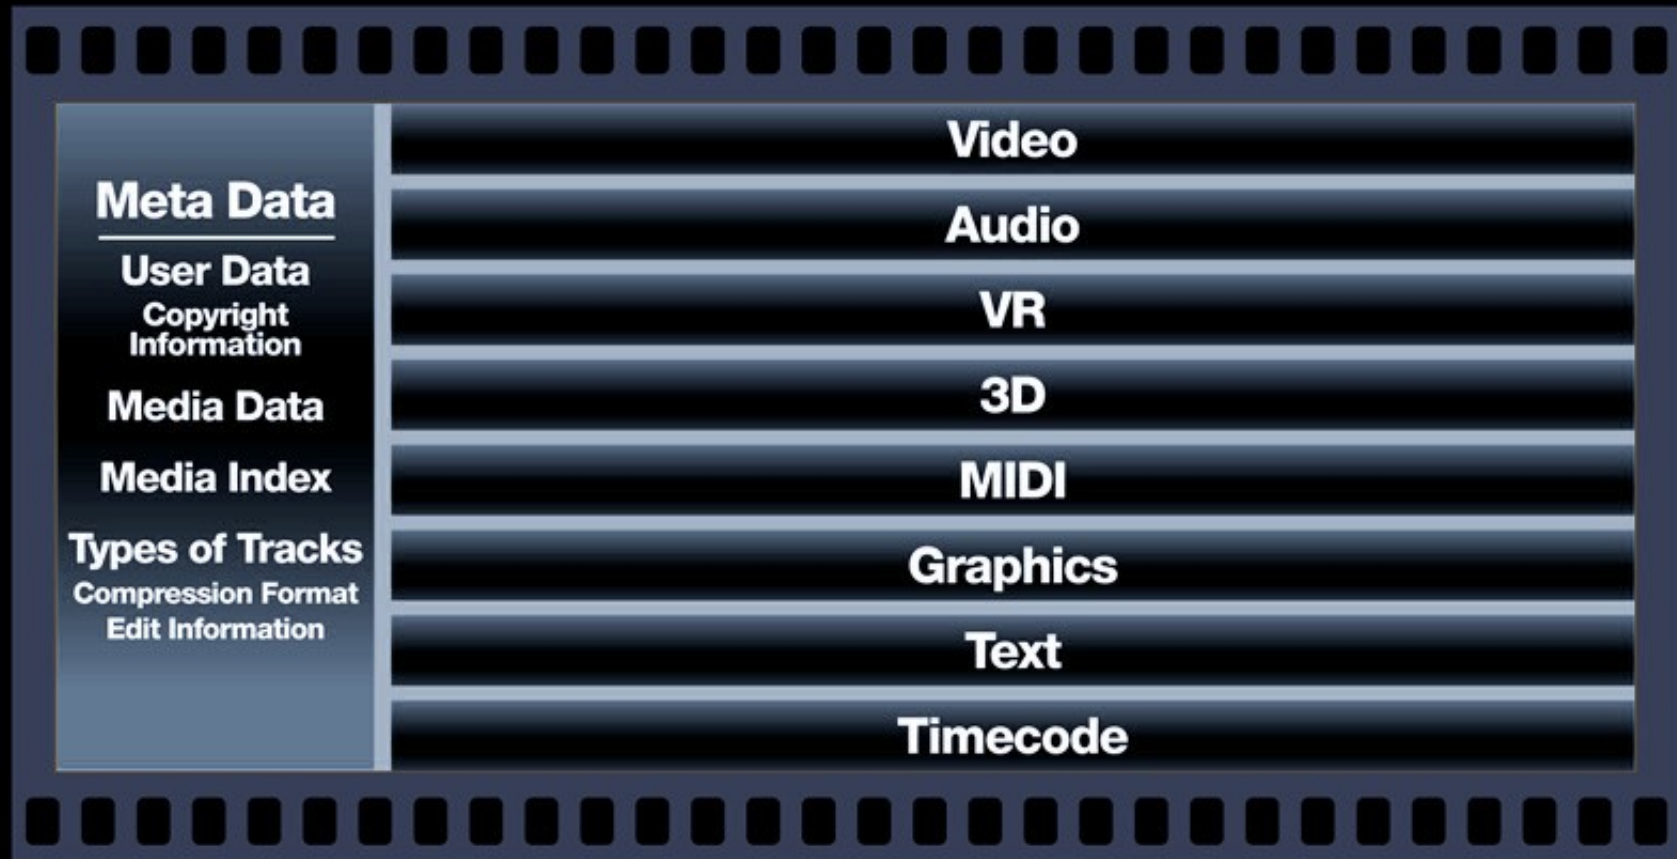 Meta Data
User Data
Copyright
Information
Media Data
Media Index
Types of Tracks
Compression Format
Edit Information
Video
Audio
VR
3D
MIDI
Graphics
Text
Timecode